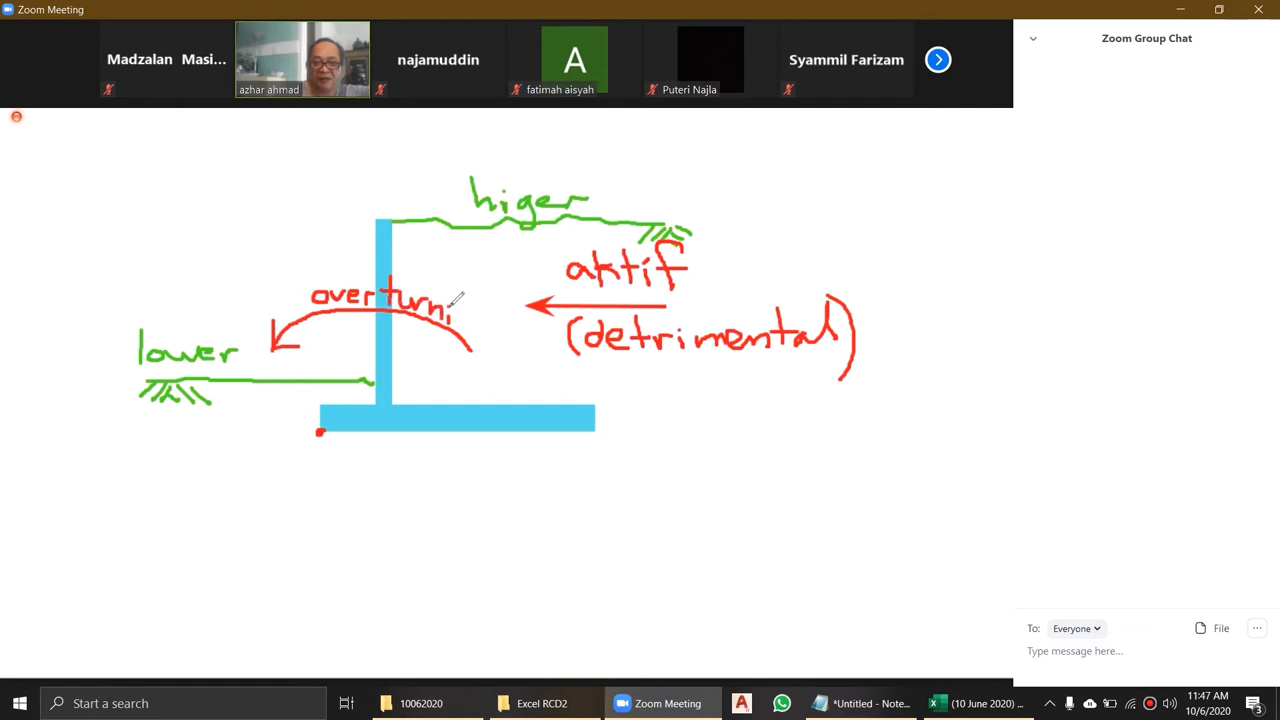 Zoom Meeting
Madzalan Masi...
azhar ahmad
najamuddin
A
fatimah aisyah
Puteri Najla
Syammil Farizam
Zoom Group Chat
higer
aktif
overturni
(detrimental)
lower
To: Everyone
File
Type message here...
Start a search
10062020
Excel RCD2
Zoom Meeting
*Untitled - Note...
(10 June 2020) ...
11:47 AM
10/6/2020
3